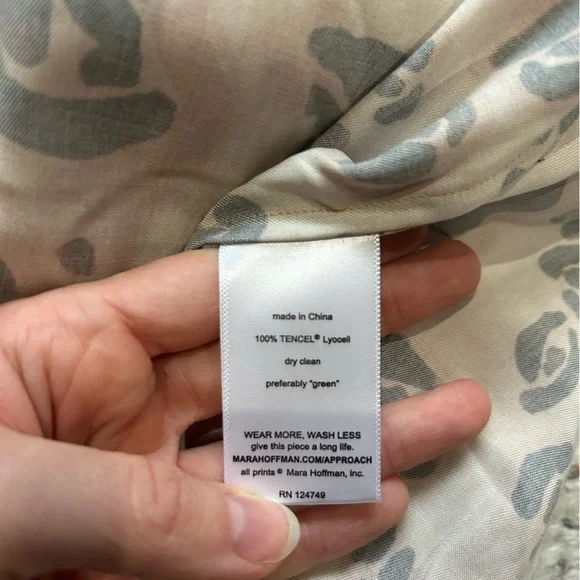 made in China
100% TENCEL® Lyocell
dry clean
preferably "green"
WEAR MORE, WASH LESS
give this piece a long life.
MARAHOFFMAN.COM/APPROACH
all prints ® Mara Hoffman, Inc.
RN 124749